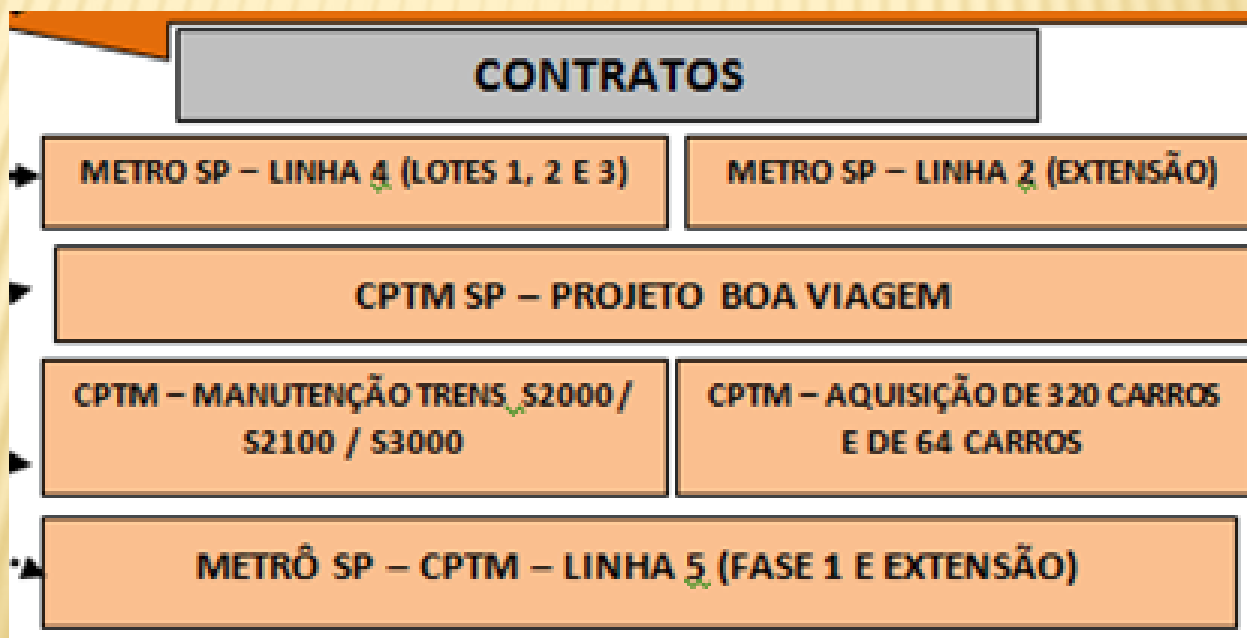 CONTRATOS
METRO SP – LINHA 4 (LOTES 1, 2 E 3)
METRO SP – LINHA 2 (EXTENSÃO)
CPTM SP – PROJETO BOA VIAGEM
CPTM – MANUTENÇÃO TRENS S2000 /
S2100 / S3000
CPTM – AQUISIÇÃO DE 320 CARROS
E DE 64 CARROS
METRÔ SP – CPTM – LINHA 5 (FASE 1 E EXTENSÃO)